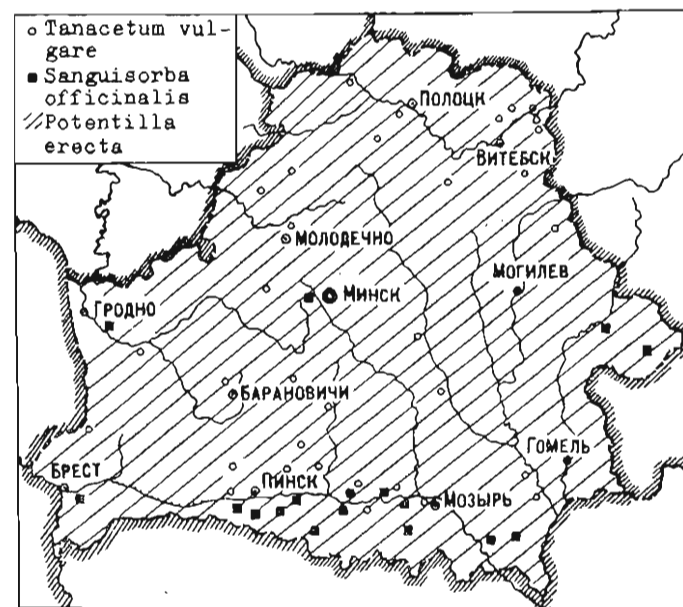 Tanacetum vul-
gare
Sanguisorba
officinalis
Potentilla
erecta
ПОЛОЦК
ВИТЕБСК
МОЛОДЕЧНО
МОГИЛЕВ
МИНСК
ГРОДНО
БАРАНОВИЧИ
ГОМЕЛЬ
БРЕСТ
ПИНСК
МОЗЫРЬ